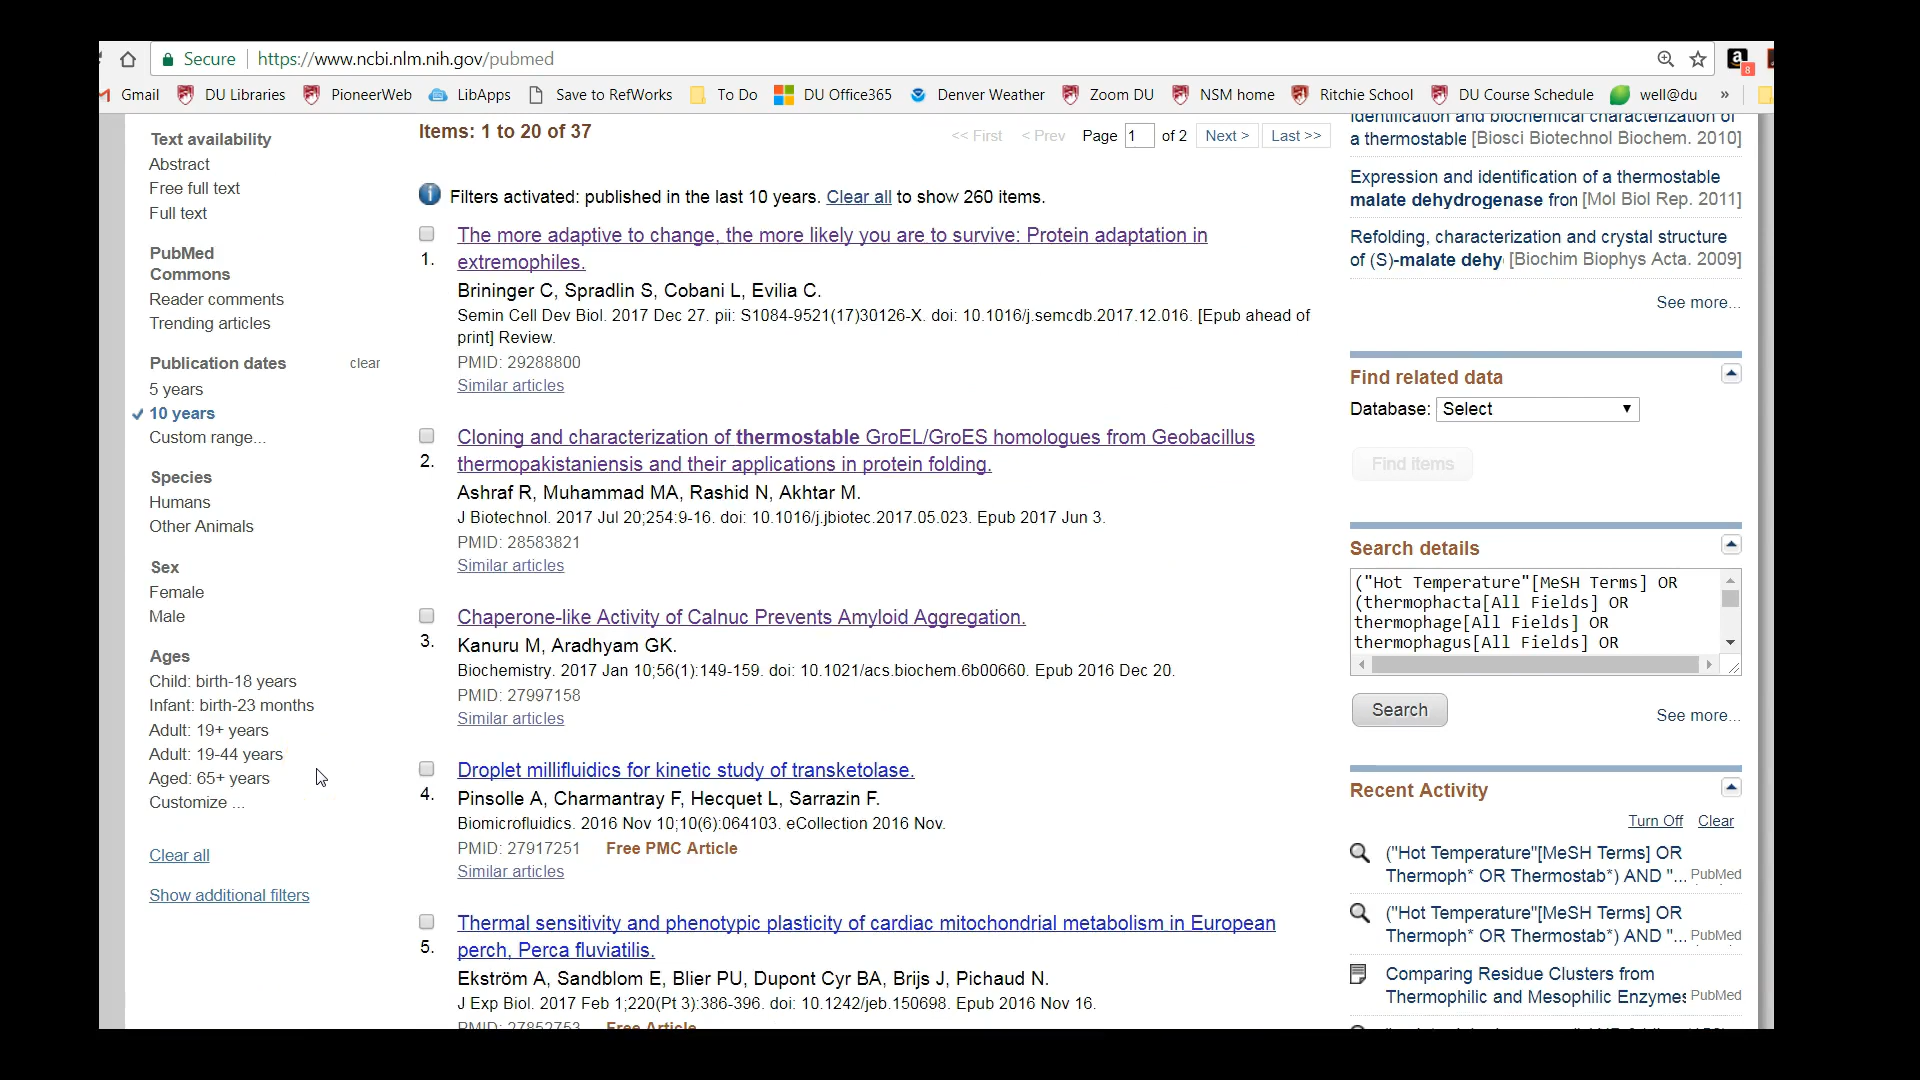 Secure https://www.ncbi.nlm.nih.gov/pubmed
a
8
Gmail DU Libraries PioneerWeb LibApps Save to RefWorks To Do DU Office365 Denver Weather Zoom DU NSM home Ritchie School DU Course Schedule well@du »
Text availability
Abstract
Free full text
Full text
PubMed
Commons
Reader comments
Trending articles
Publication dates clear
5 years
10 years
Custom range...
Species
Humans
Other Animals
Sex
Female
Male
Ages
Child: birth-18 years
Infant: birth-23 months
Adult: 19+ years
Adult: 19-44 years
Aged: 65+ years
Customize ...
Clear all
Show additional filters
Items: 1 to 20 of 37
<< First < Prev Page 1 of 2 Next > Last >>
Filters activated: published in the last 10 years. Clear all to show 260 items.
The more adaptive to change, the more likely you are to survive: Protein adaptation in
1. extremophiles.
Brininger C, Spradlin S, Cobani L, Evilia C.
Semin Cell Dev Biol. 2017 Dec 27. pii: S1084-9521(17)30126-X. doi: 10.1016/j.semcdb.2017.12.016. [Epub ahead of
print] Review.
PMID: 29288800
Similar articles
Cloning and characterization of thermostable GroEL/GroES homologues from Geobacillus
2. thermopakistaniensis and their applications in protein folding.
Ashraf R, Muhammad MA, Rashid N, Akhtar M.
J Biotechnol. 2017 Jul 20;254:9-16. doi: 10.1016/j.jbiotec.2017.05.023. Epub 2017 Jun 3.
PMID: 28583821
Similar articles
Chaperone-like Activity of Calnuc Prevents Amyloid Aggregation.
3. Kanuru M, Aradhyam GK.
Biochemistry. 2017 Jan 10;56(1):149-159. doi: 10.1021/acs.biochem.6b00660. Epub 2016 Dec 20.
PMID: 27997158
Similar articles
Droplet millifluidics for kinetic study of transketolase.
4. Pinsolle A, Charmantray F, Hecquet L, Sarrazin F.
Biomicrofluidics. 2016 Nov 10;10(6):064103. eCollection 2016 Nov.
PMID: 27917251 Free PMC Article
Similar articles
Thermal sensitivity and phenotypic plasticity of cardiac mitochondrial metabolism in European
5. perch, Perca fluviatilis.
Ekström A, Sandblom E, Blier PU, Dupont Cyr BA, Brijs J, Pichaud N.
J Exp Biol. 2017 Feb 1;220(Pt 3):386-396. doi: 10.1242/jeb.150698. Epub 2016 Nov 16.
PMID: 27852753 Free Article
Identification and biochemical characterization of
a thermostable [Biosci Biotechnol Biochem. 2010]
Expression and identification of a thermostable
malate dehydrogenase from [Mol Biol Rep. 2011]
Refolding, characterization and crystal structure
of (S)-malate dehy [Biochim Biophys Acta. 2009]
See more...
Find related data
Database: Select
Find items
Search details
("Hot Temperature"[MeSH Terms] OR
(thermophacta[All Fields] OR
thermophage[All Fields] OR
thermophagus[All Fields] OR
Search See more...
Recent Activity
Turn Off Clear
("Hot Temperature"[MeSH Terms] OR
Thermoph* OR Thermostab*) AND "... PubMed
("Hot Temperature"[MeSH Terms] OR
Thermoph* OR Thermostab*) AND "... PubMed
Comparing Residue Clusters from
Thermophilic and Mesophilic Enzymes PubMed